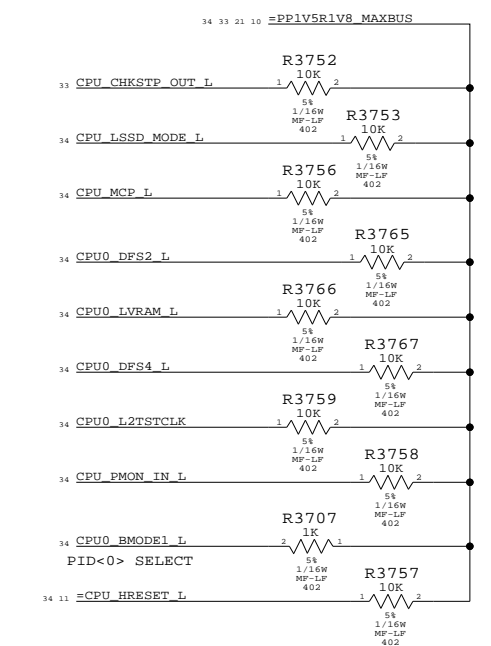 34 33 21 10 =PP1V5R1V8_MAXBUS
R3752
10K
33 CPU_CHKSTP_OUT_L 1 2
5%
1/16W
MF-LF
402
R3753
10K
34 CPU_LSSD_MODE_L 1 2
5%
1/16W
MF-LF
402
R3756
10K
34 CPU_MCP_L 1 2
5%
1/16W
MF-LF
402
R3765
10K
34 CPU0_DFS2_L 1 2
5%
1/16W
MF-LF
402
R3766
10K
34 CPU0_LVRAM_L 1 2
5%
1/16W
MF-LF
402
R3767
10K
34 CPU0_DFS4_L 1 2
5%
1/16W
MF-LF
402
R3759
10K
34 CPU0_L2TSTCLK 1 2
5%
1/16W
MF-LF
402
R3758
10K
34 CPU_PMON_IN_L 1 2
5%
1/16W
MF-LF
402
R3707
1K
34 CPU0_BMODE1_L 2 1
PID<0> SELECT
5%
1/16W
MF-LF
402
R3757
10K
34 11 =CPU_HRESET_L 1 2
5%
1/16W
MF-LF
402